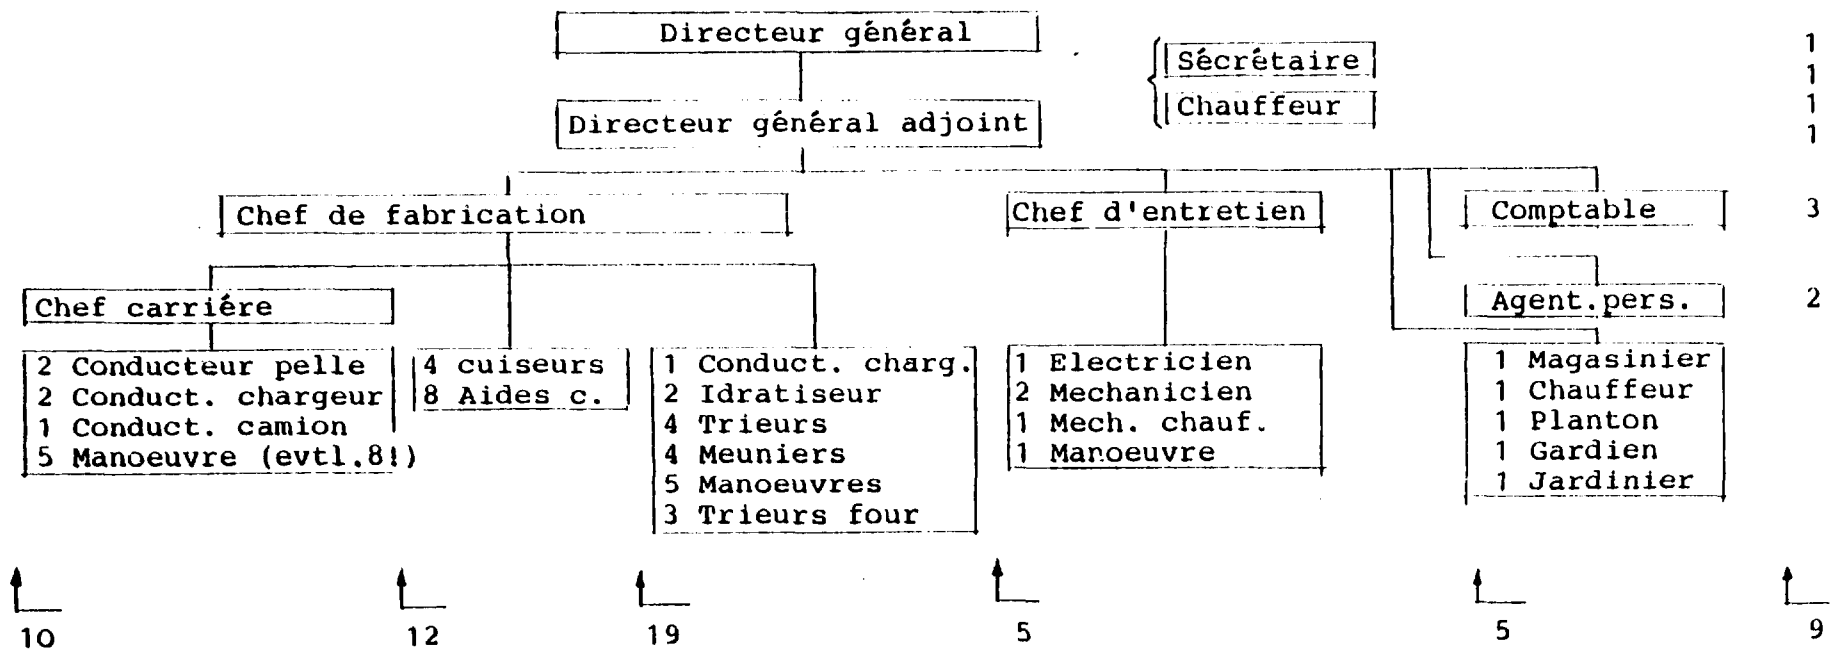 Directeur général
Sécrétaire
1
1
Chauffeur
1
Directeur général adjoint
1
Chef de fabrication
Chef d'entretien
Comptable
3
Chef carriére
Agent.pers.
2
2 Conducteur pelle
2 Conduct. chargeur
1 Conduct. camion
5 Manoeuvre (evtl.8!)
4 cuiseurs
8 Aides c.
1 Conduct. charg.
2 Idratiseur
4 Trieurs
4 Meuniers
5 Manoeuvres
3 Trieurs four
1 Electricien
2 Mechanicien
1 Mech. chauf.
1 Manoeuvre
1 Magasinier
1 Chauffeur
1 Planton
1 Gardien
1 Jardinier
10
12
19
5
5
9